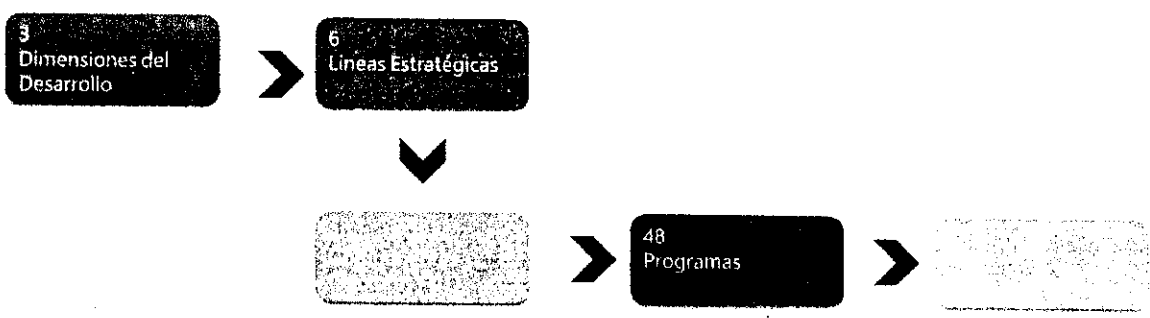 3
Dimensiones del
Desarrollo
6
Líneas Estratégicas
48
Programas